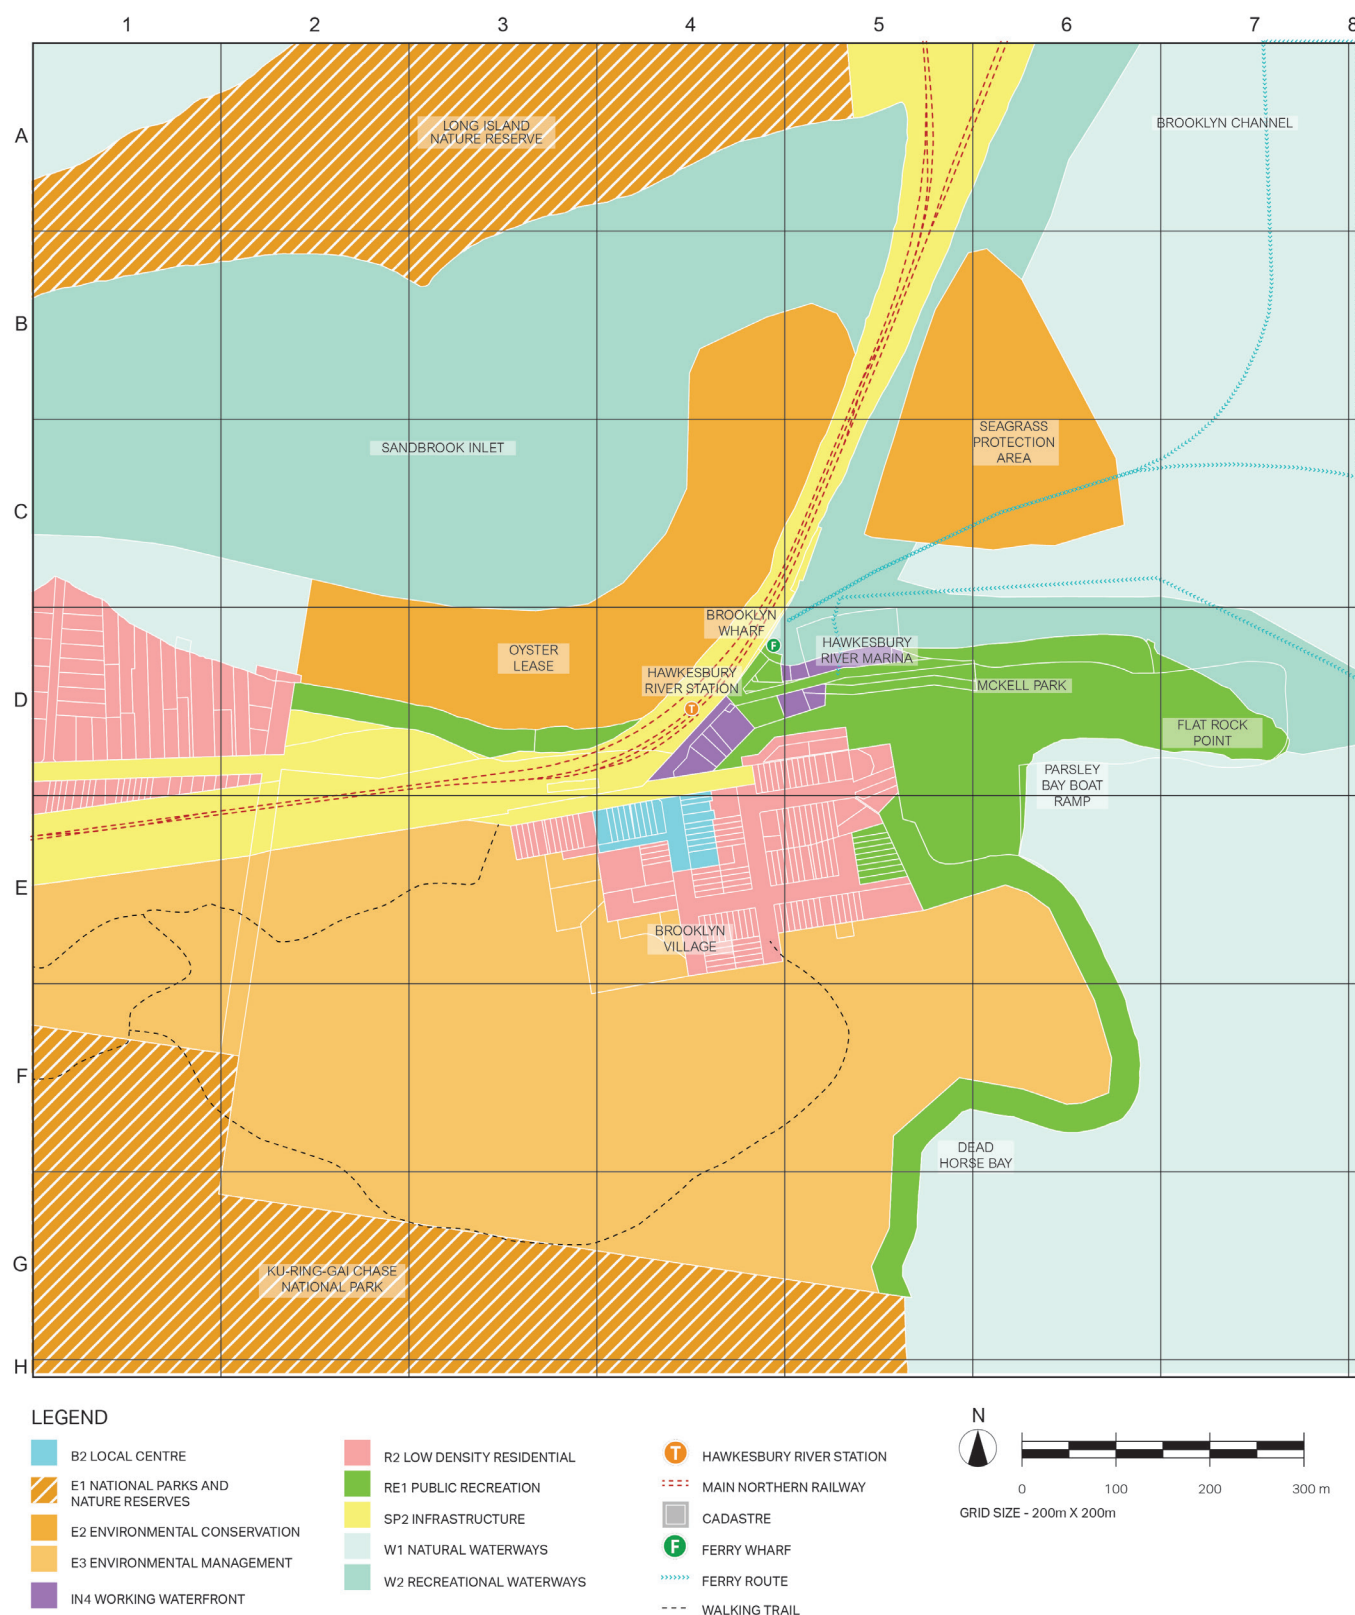 1 2 3 4 5 6 7 8
A
B
C
D
E
F
G
H
LONG ISLAND
NATURE RESERVE
BROOKLYN CHANNEL
SANDBROOK INLET
SEAGRASS
PROTECTION
AREA
BROOKLYN
WHARF
F
OYSTER
LEASE
HAWKESBURY
RIVER MARINA
HAWKESBURY
RIVER STATION
T
MCKELL PARK
FLAT ROCK
POINT
PARSLEY
BAY BOAT
RAMP
BROOKLYN
VILLAGE
DEAD
HORSE BAY
KU-RING-GAI CHASE
NATIONAL PARK
LEGEND
B2 LOCAL CENTRE
E1 NATIONAL PARKS AND
NATURE RESERVES
E2 ENVIRONMENTAL CONSERVATION
E3 ENVIRONMENTAL MANAGEMENT
IN4 WORKING WATERFRONT
R2 LOW DENSITY RESIDENTIAL
RE1 PUBLIC RECREATION
SP2 INFRASTRUCTURE
W1 NATURAL WATERWAYS
W2 RECREATIONAL WATERWAYS
T HAWKESBURY RIVER STATION
MAIN NORTHERN RAILWAY
CADASTRE
F FERRY WHARF
FERRY ROUTE
WALKING TRAIL
N
0 100 200 300 m
GRID SIZE - 200m X 200m